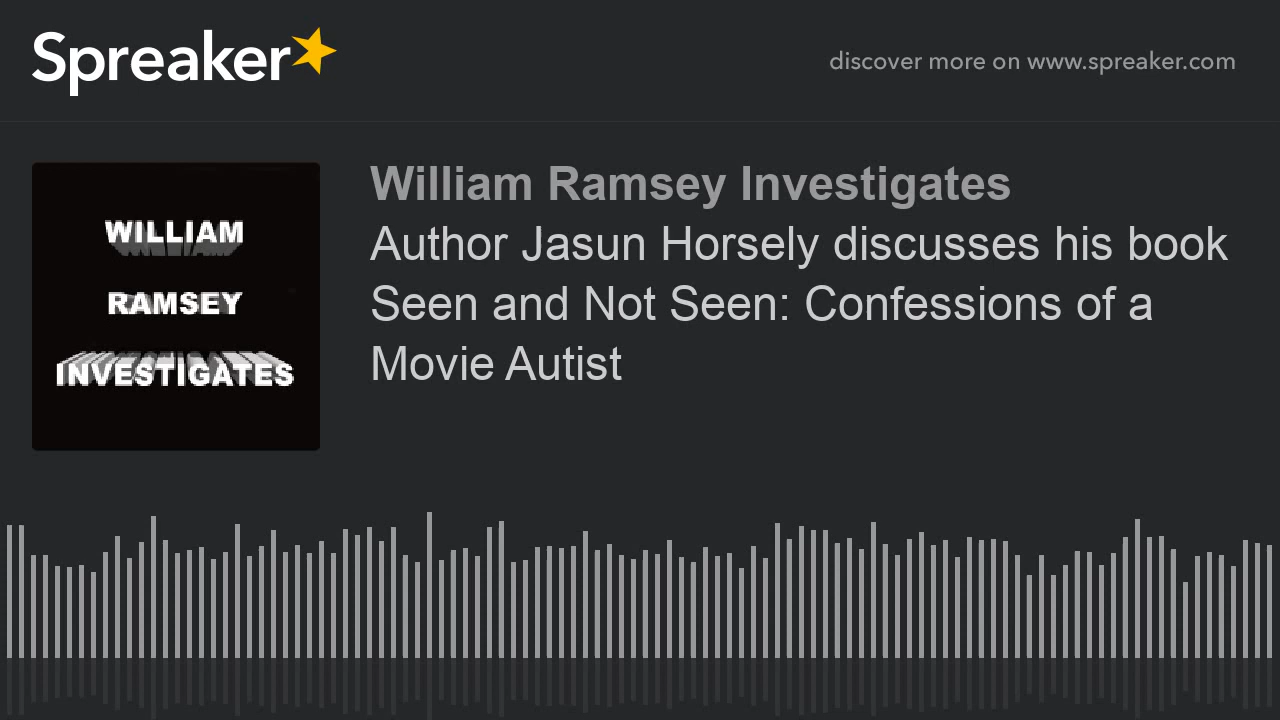 Spreaker
discover more on www.spreaker.com
WILLIAM
RAMSEY
INVESTIGATES
William Ramsey Investigates
Author Jasun Horsely discusses his book
Seen and Not Seen: Confessions of a
Movie Autist